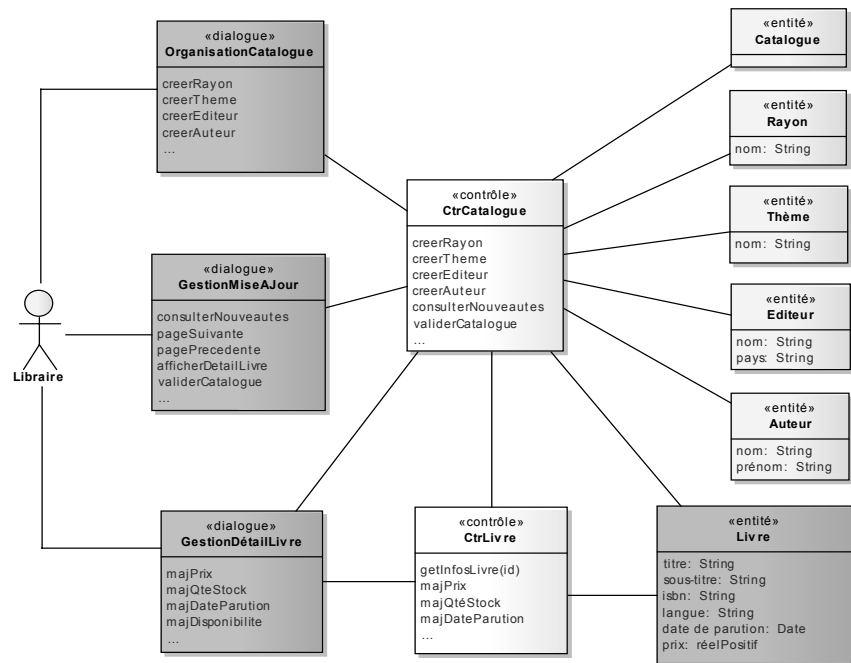 «dialogue»
OrganisationCatalogue
creerRayon
creerTheme
creerEditeur
creerAuteur
...
«entité»
Catalogue
«entité»
Rayon
nom: String
«contrôle»
CtrCatalogue
creerRayon
creerTheme
creerEditeur
creerAuteur
consulterNouveautes
validerCatalogue
...
«entité»
Thème
nom: String
«dialogue»
GestionMiseAJour
consulterNouveautes
pageSuivante
pagePrecedente
afficherDetailLivre
validerCatalogue
...
Libraire
«entité»
Editeur
nom: String
pays: String
«entité»
Auteur
nom: String
prénom: String
«dialogue»
GestionDétailLivre
majPrix
majQteStock
majDateParution
majDisponibilite
...
«contrôle»
CtrLivre
getInfosLivre(id)
majPrix
majQtéStock
majDateParution
...
«entité»
Livre
titre: String
sous-titre: String
isbn: String
langue: String
date de parution: Date
prix: réelPositif